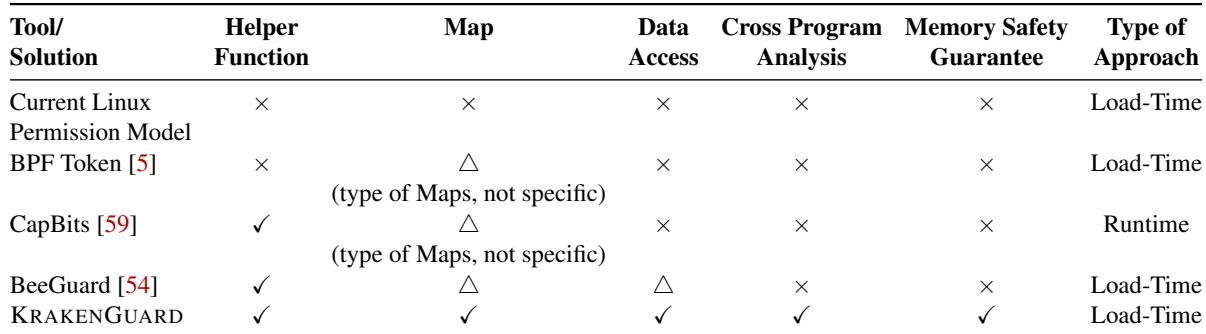 Tool/ Helper Map Data Cross Program Memory Safety Type of
Solution Function Access Analysis Guarantee Approach
Current Linux × × × × × Load-Time
Permission Model
BPF Token [5] × △ × × × Load-Time
(type of Maps, not specific)
CapBits [59] ✓ △ × × × Runtime
(type of Maps, not specific)
BeeGuard [54] ✓ △ △ × × Load-Time
KRAKENGUARD ✓ ✓ ✓ ✓ ✓ Load-Time